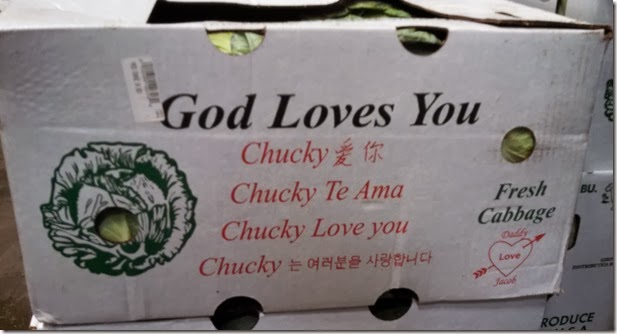 God Loves You
Chucky 爱你
Chucky Te Ama
Chucky Love you
Chucky 는 여러분을 사랑합니다
Fresh
Cabbage
Daddy
Love
Jacob
BU.
RODUCE